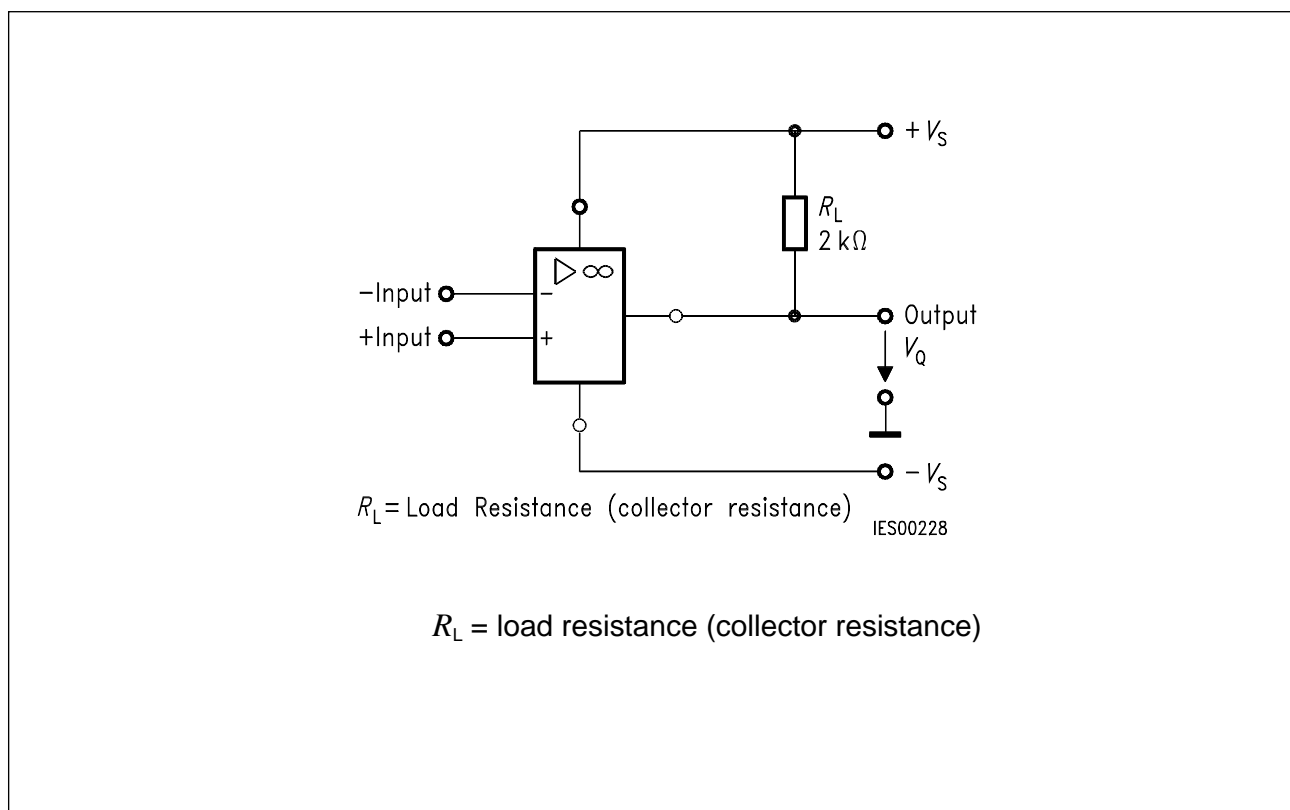 + V_S
R_L
2 kΩ
▷ ∞
-Input
-
+Input
+
Output
V_Q
- V_S
R_L = Load Resistance (collector resistance)
IES00228
R_L = load resistance (collector resistance)